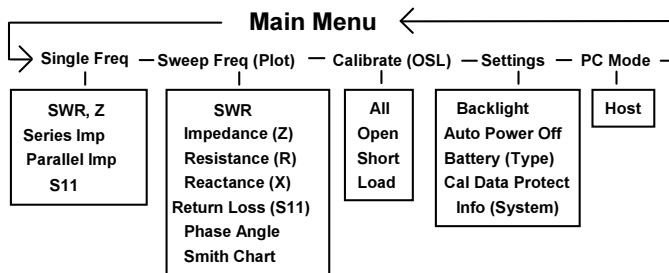 Main Menu
Single Freq
Sweep Freq (Plot)
Calibrate (OSL)
Settings
PC Mode
SWR, Z
Series Imp
Parallel Imp
S11
SWR
Impedance (Z)
Resistance (R)
Reactance (X)
Return Loss (S11)
Phase Angle
Smith Chart
All
Open
Short
Load
Backlight
Auto Power Off
Battery (Type)
Cal Data Protect
Info (System)
Host